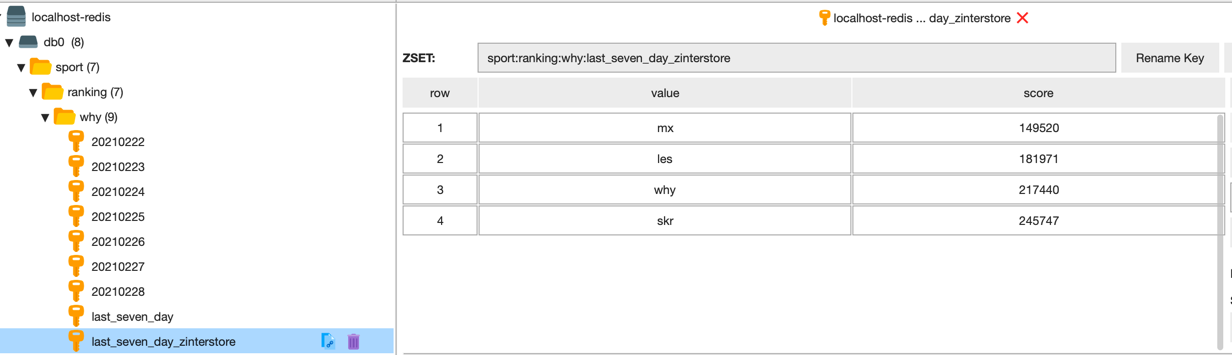 localhost-redis
db0 (8)
sport (7)
ranking (7)
why (9)
20210222
20210223
20210224
20210225
20210226
20210227
20210228
last_seven_day
last_seven_day_zinterstore
localhost-redis ... day_zinterstore
ZSET: sport:ranking:why:last_seven_day_zinterstore Rename Key
row value score
1 mx 149520
2 les 181971
3 why 217440
4 skr 245747